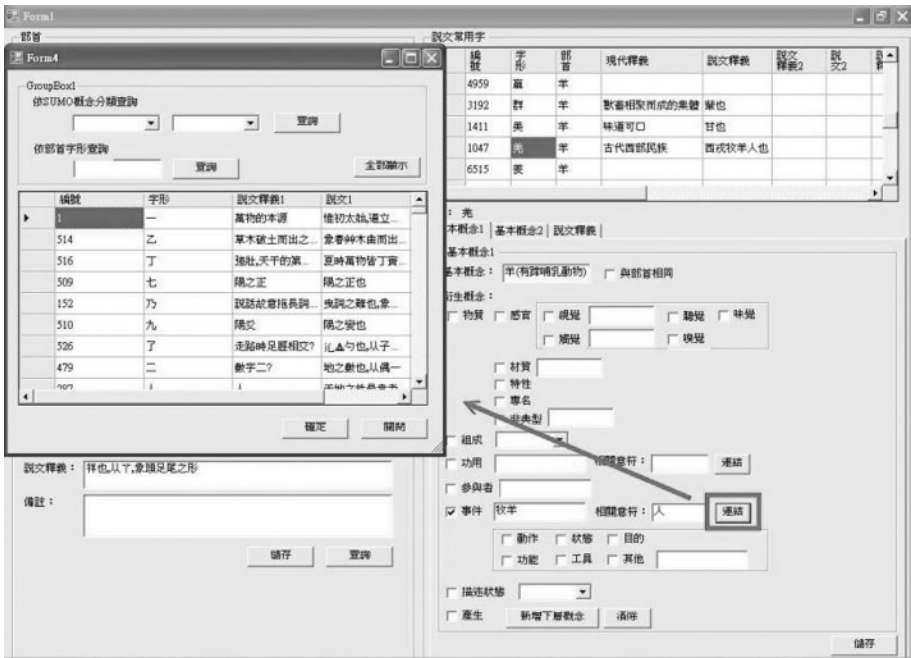 Form1
部首
說文常用字
Form4
GroupBox1
依SUMO概念分類查詢
查詢
依部首字形查詢
查詢
全部顯示
編號 字形 說文釋義1 說文1
1 一 萬物的本源 惟初太始,道立...
514 乙 草木破土而出之... 象春艸木曲而出...
516 丁 強壯,天干的第... 夏時萬物皆丁實...
509 七 陽之正 陽之正也
152 乃 說話故意拖長詞... 曳詞之難也,象...
510 九 陽爻 陽之變也
526 了 走路時足脛相交?
479 二 數字二? 地之數也,从偶一
287 人 人
確定 關閉
編號 字形 部首 現代釋義 說文釋義 說文釋義2 說文2
4959 羸 羊
3192 群 羊 獸畜相聚而成的集體 輩也
1411 美 羊 味道可口 甘也
1047 羌 羊 古代西部民族 西戎牧羊人也
6515 羨 羊
: 羌
本概念1 基本概念2 說文釋義
基本概念1
基本概念: 羊(有蹄哺乳動物) 與部首相同
衍生概念:
物質 感官 視覺 聽覺 味覺
觸覺 嗅覺
材質
特性
專名
非典型
組成
功用 相關意符: 連結
參與者
事件 牧羊 相關意符: 人 連結
動作 狀態 目的
功能 工具 其他
描述狀態
產生 新增下層概念 清除
儲存
說文釋義: 祥也,从丫,象頭足尾之形
備註:
儲存 查詢